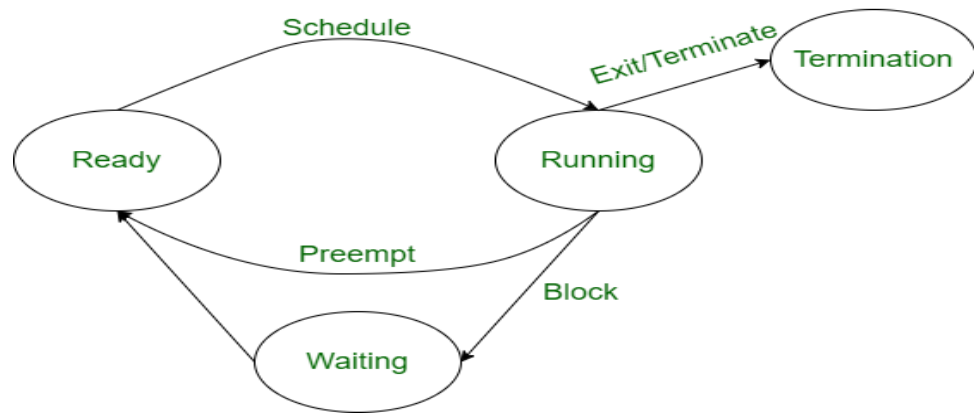 Schedule
Exit/Terminate
Termination
Ready
Running
Preempt
Block
Waiting